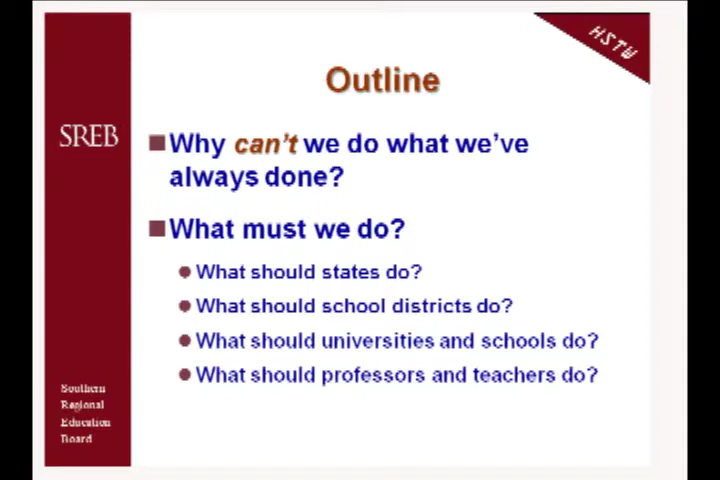 HSTW
Outline
SREB
Why can't we do what we've
always done?
What must we do?
What should states do?
What should school districts do?
What should universities and schools do?
What should professors and teachers do?
Southern
Regional
Education
Board